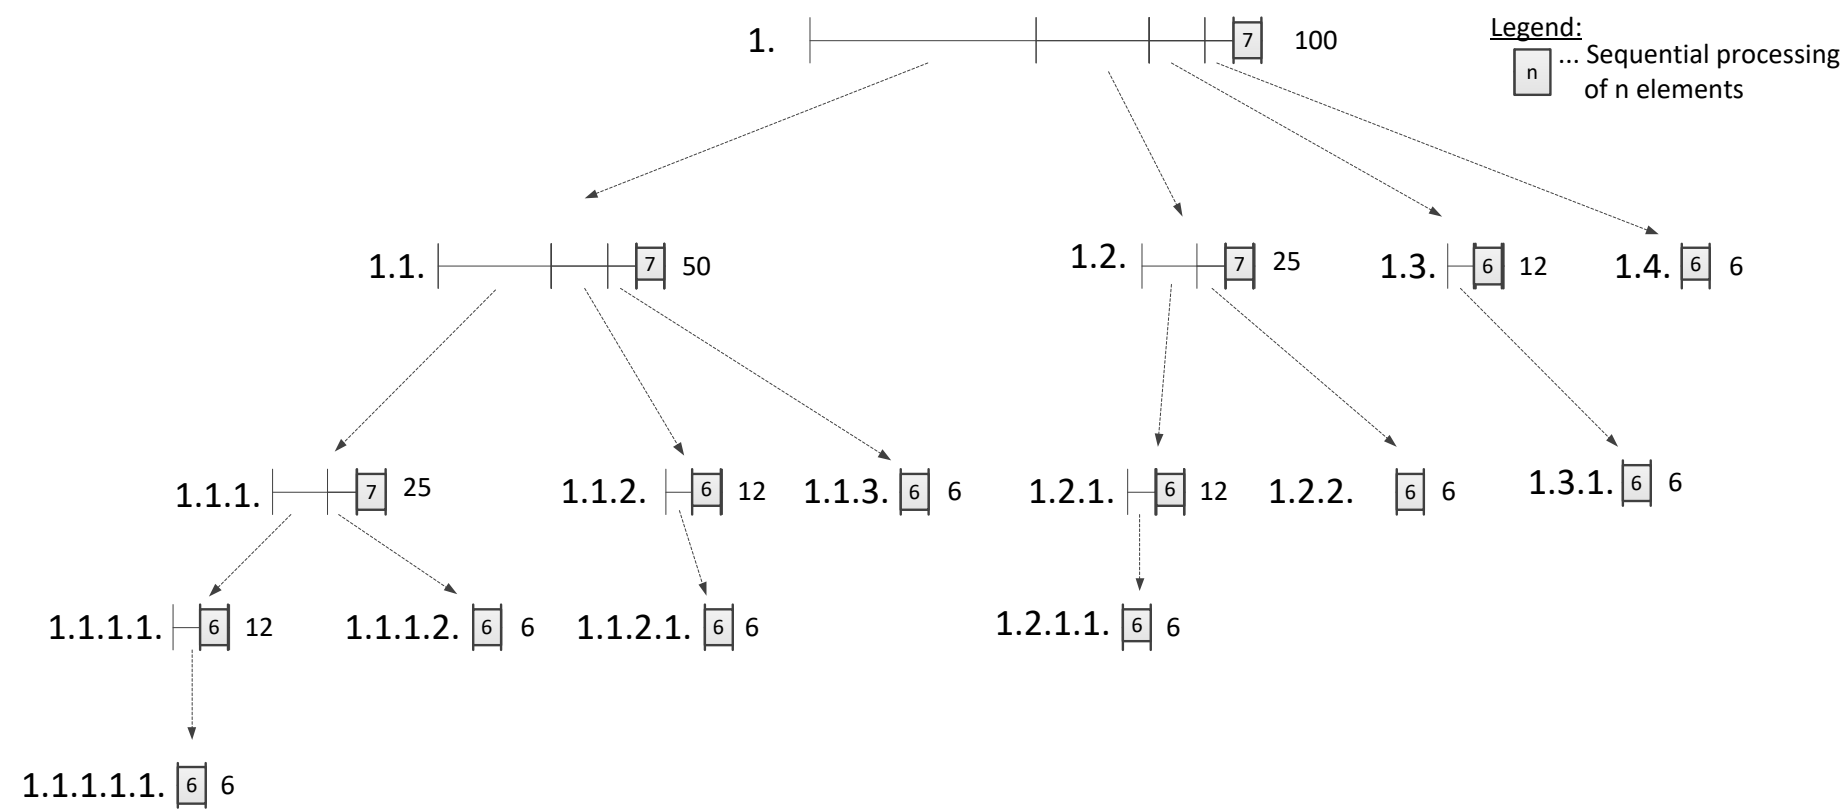 1. 7 100
Legend:
n ... Sequential processing
of n elements
1.1. 7 50
1.2. 7 25
1.3. 6 12
1.4. 6 6
1.1.1. 7 25
1.1.2. 6 12
1.1.3. 6 6
1.2.1. 6 12
1.2.2. 6 6
1.3.1. 6 6
1.1.1.1. 6 12
1.1.1.2. 6 6
1.1.2.1. 6 6
1.2.1.1. 6 6
1.1.1.1.1. 6 6